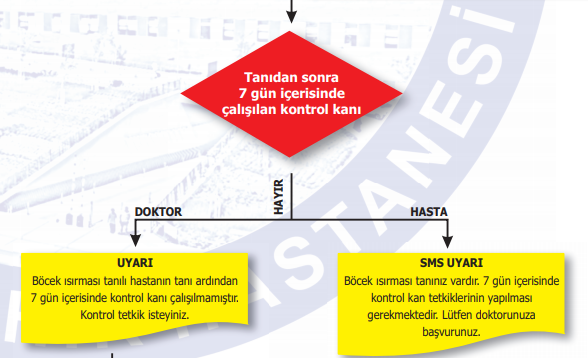 Tanıdan sonra
7 gün içerisinde
çalışılan kontrol kanı
HAYIR
DOKTOR
HASTA
UYARI
Böcek ısırması tanılı hastanın tanı ardından
7 gün içerisinde kontrol kanı çalışılmamıştır.
Kontrol tetkik isteyiniz.
SMS UYARI
Böcek ısırması tanınız vardır. 7 gün içerisinde
kontrol kan tetkiklerinin yapılması
gerekmektedir. Lütfen doktorunuza
başvurunuz.
HASTANESİ